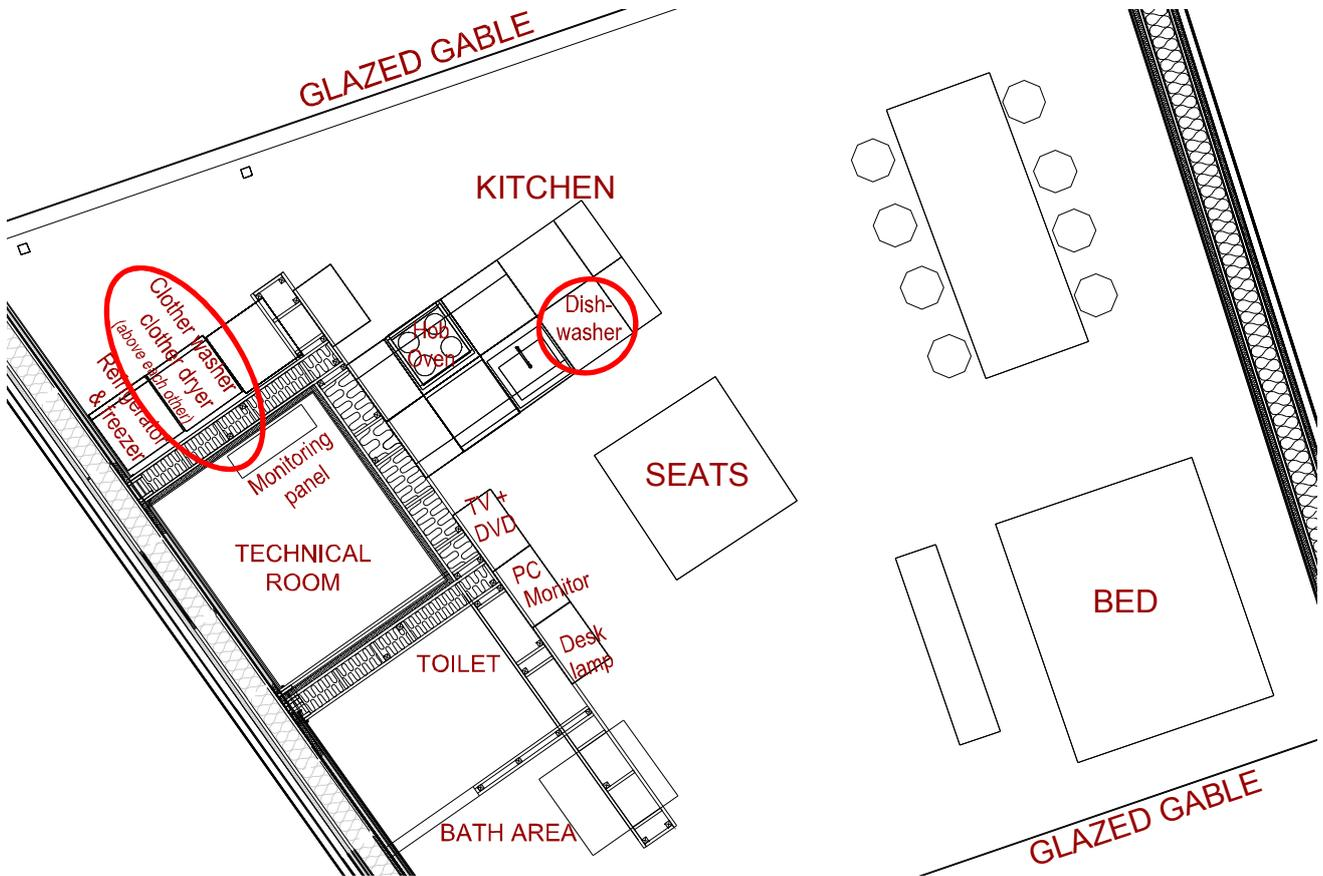 GLAZED GABLE
KITCHEN
Clother washer
clother dryer
(above each other)
Refrigerator
& freezer
Hob
Oven
Dish-
washer
Monitoring
panel
SEATS
TV +
DVD
TECHNICAL
ROOM
PC
Monitor
BED
Desk
lamp
TOILET
BATH AREA
GLAZED GABLE